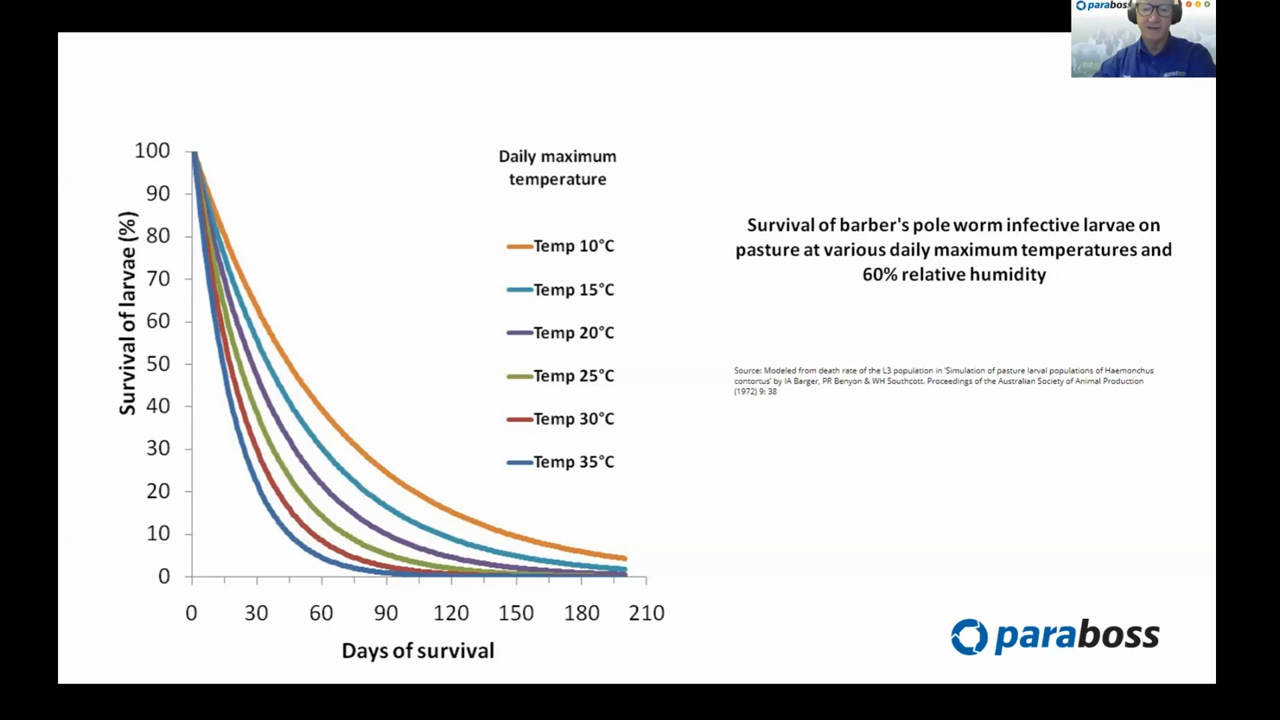 paraboss
100
90
80
70
60
50
40
30
20
10
0
Survival of larvae (%)
0 30 60 90 120 150 180 210
Days of survival
Daily maximum
temperature
Temp 10°C
Temp 15°C
Temp 20°C
Temp 25°C
Temp 30°C
Temp 35°C
Survival of barber's pole worm infective larvae on
pasture at various daily maximum temperatures and
60% relative humidity
Source: Modeled from death rate of the L3 population in 'Simulation of pasture larval populations of Haemonchus
contortus' by IA Barger, PR Benyon & WH Southcott. Proceedings of the Australian Society of Animal Production
(1972) 9: 38
paraboss